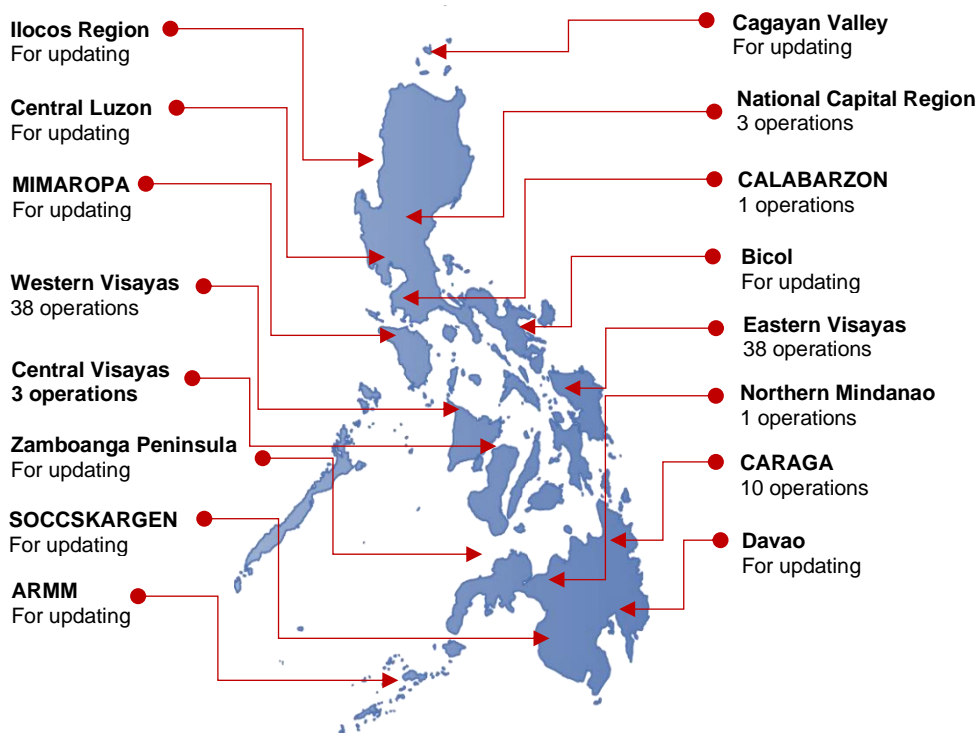 Ilocos Region
For updating
Central Luzon
For updating
MIMAROPA
For updating
Western Visayas
38 operations
Central Visayas
3 operations
Zamboanga Peninsula
For updating
SOCCSKARGEN
For updating
ARMM
For updating
Cagayan Valley
For updating
National Capital Region
3 operations
CALABARZON
1 operations
Bicol
For updating
Eastern Visayas
38 operations
Northern Mindanao
1 operations
CARAGA
10 operations
Davao
For updating